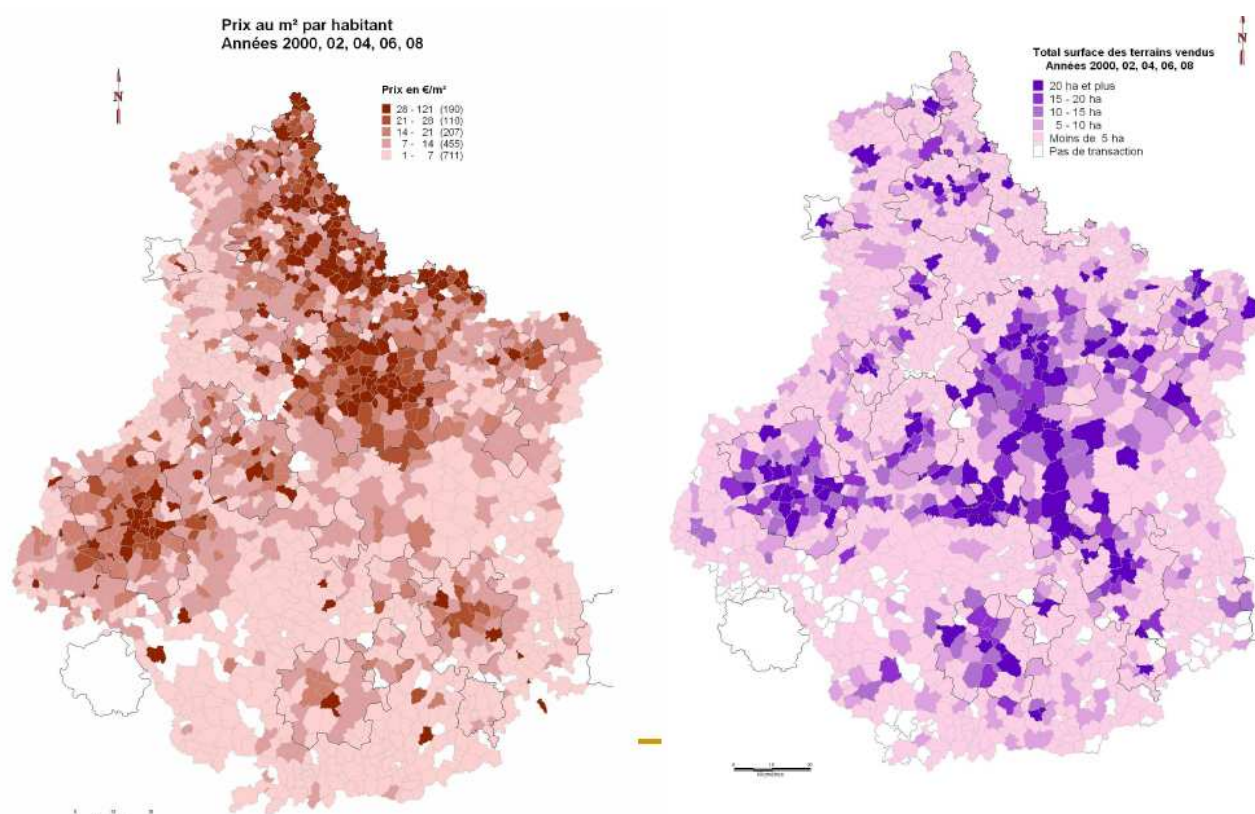 Prix au m² par habitant
Années 2000, 02, 04, 06, 08
N
Prix en €/m²
28 - 121 (190)
21 - 28 (110)
14 - 21 (207)
7 - 14 (455)
1 - 7 (711)
N
Total surface des terrains vendus
Années 2000, 02, 04, 06, 08
20 ha et plus
15 - 20 ha
10 - 15 ha
5 - 10 ha
Moins de 5 ha
Pas de transaction